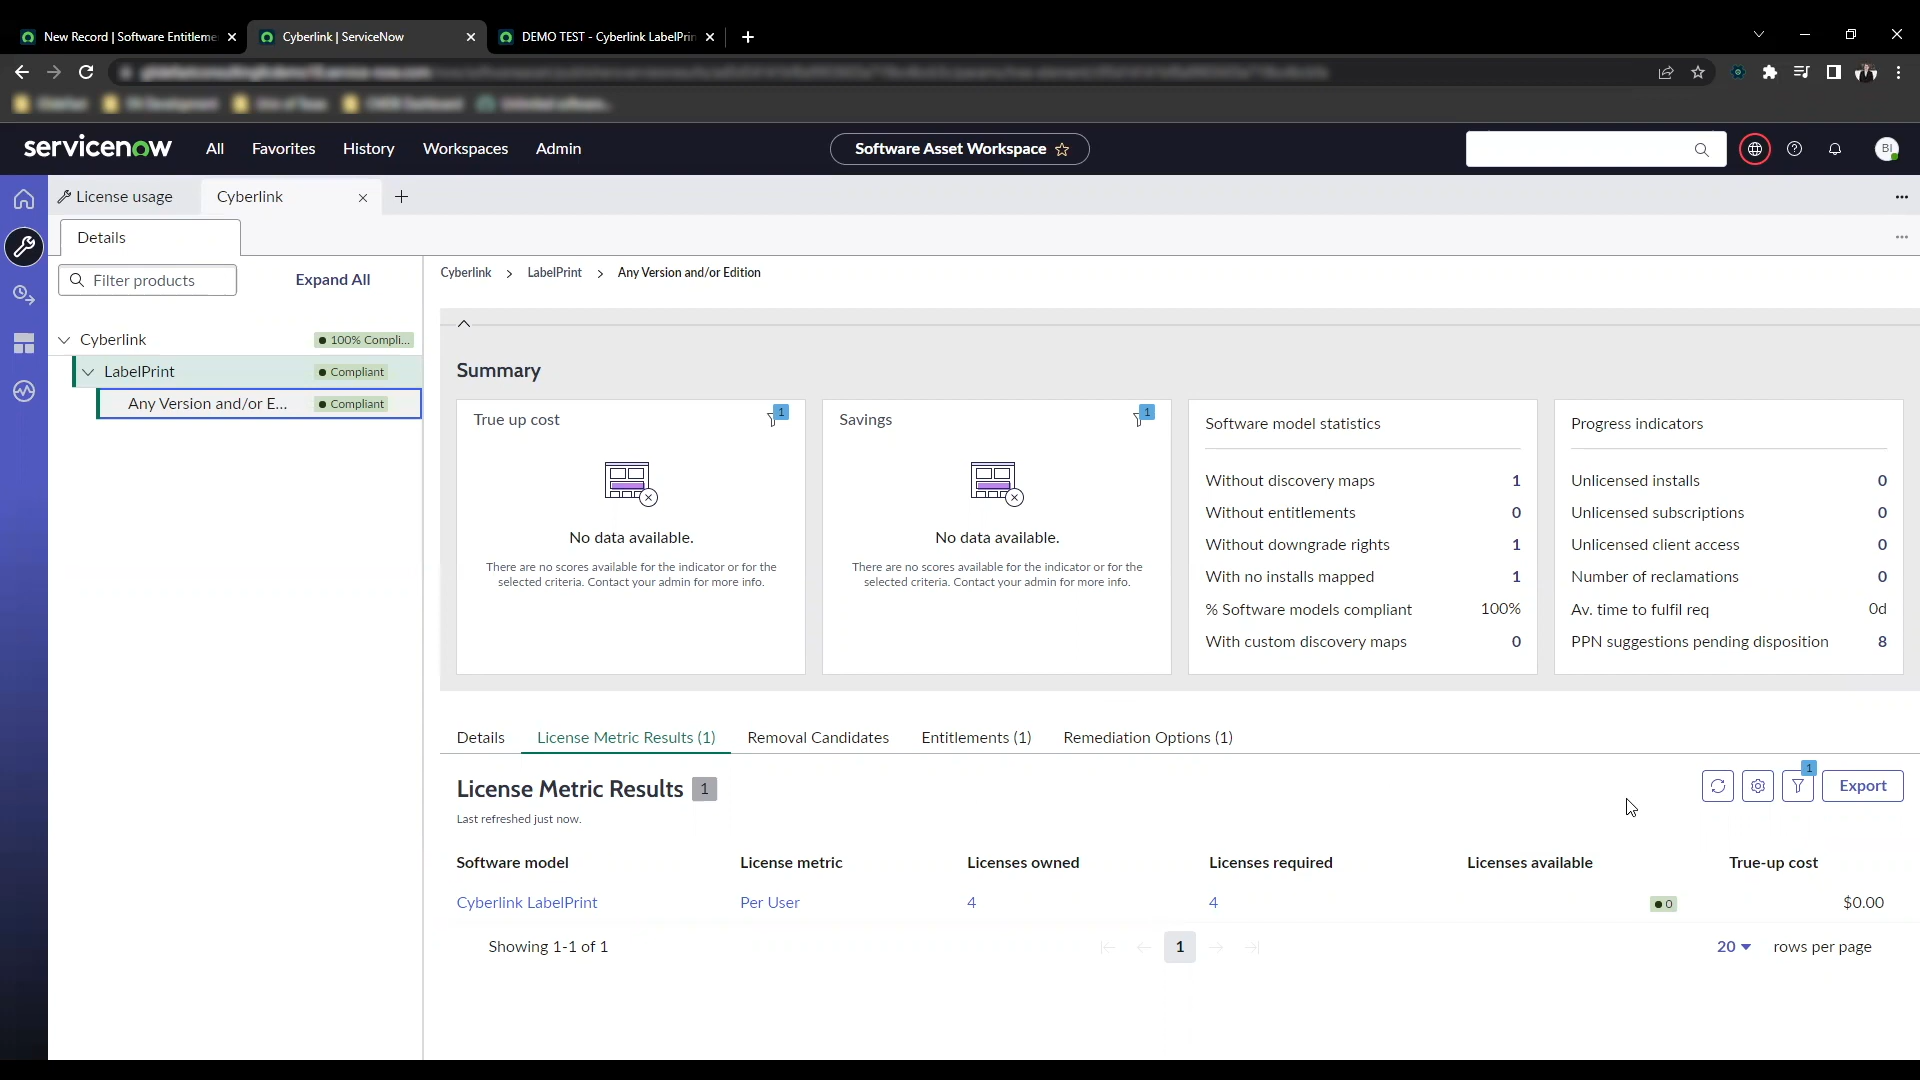 New Record | Software Entitleme
Cyberlink | ServiceNow
DEMO TEST - Cyberlink LabelPrin
servicenow
All
Favorites
History
Workspaces
Admin
Software Asset Workspace
BI
License usage
Cyberlink
Details
Filter products
Expand All
Cyberlink
100% Compli...
LabelPrint
Compliant
Any Version and/or E...
Compliant
Cyberlink > LabelPrint > Any Version and/or Edition
Summary
True up cost
1
No data available.
There are no scores available for the indicator or for the
selected criteria. Contact your admin for more info.
Savings
1
No data available.
There are no scores available for the indicator or for the
selected criteria. Contact your admin for more info.
Software model statistics
Without discovery maps 1
Without entitlements 0
Without downgrade rights 1
With no installs mapped 1
% Software models compliant 100%
With custom discovery maps 0
Progress indicators
Unlicensed installs 0
Unlicensed subscriptions 0
Unlicensed client access 0
Number of reclamations 0
Av. time to fulfil req 0d
PPN suggestions pending disposition 8
Details
License Metric Results (1)
Removal Candidates
Entitlements (1)
Remediation Options (1)
License Metric Results 1
Last refreshed just now.
1
Export
Software model License metric Licenses owned Licenses required Licenses available True-up cost
Cyberlink LabelPrint Per User 4 4 0 $0.00
Showing 1-1 of 1
1
20 rows per page